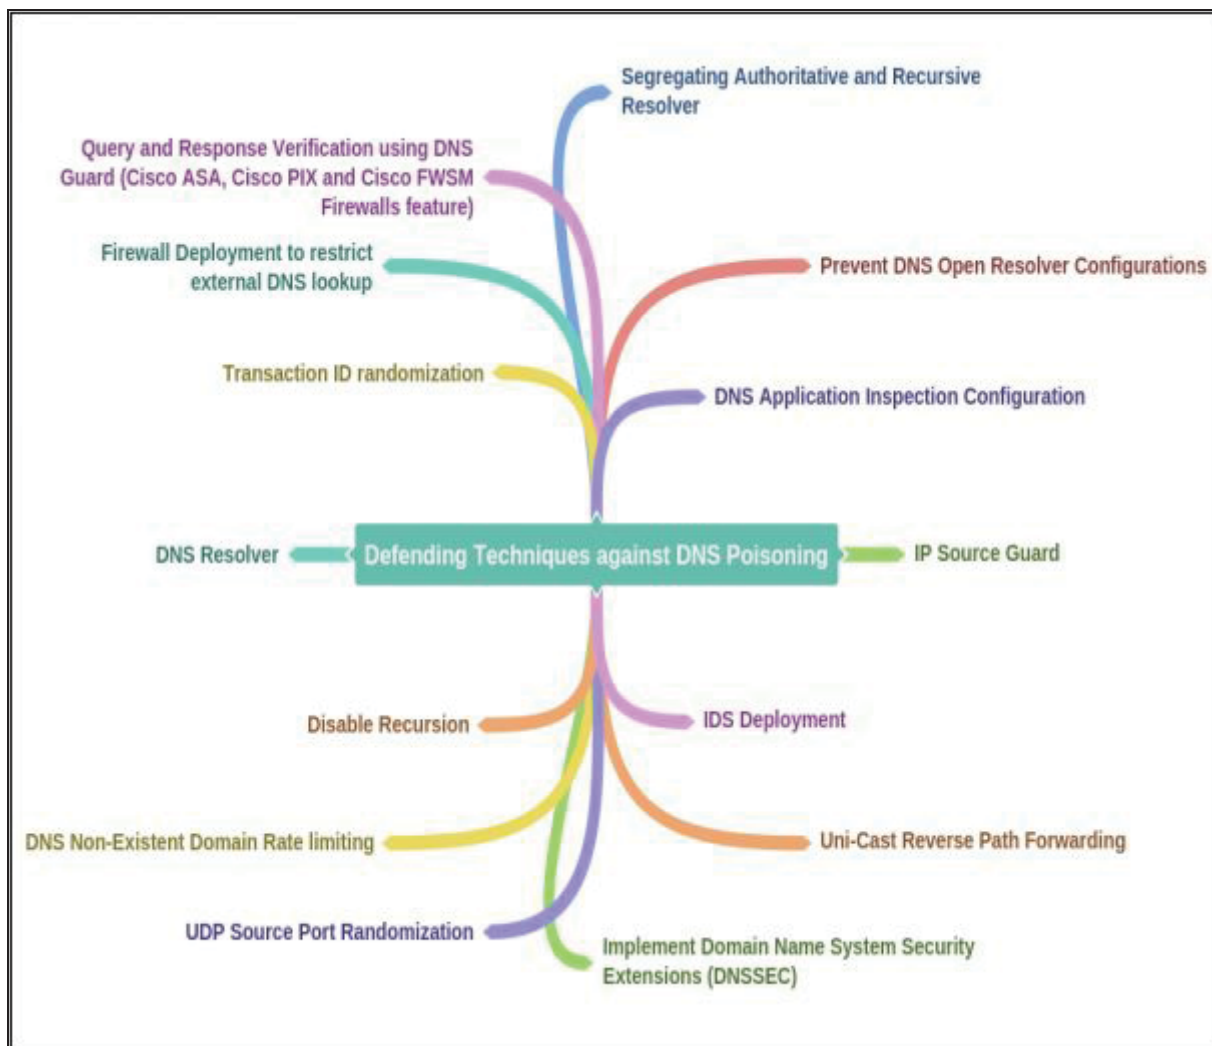 Segregating Authoritative and Recursive
Resolver
Query and Response Verification using DNS
Guard (Cisco ASA, Cisco PIX and Cisco FWSM
Firewalls feature)
Firewall Deployment to restrict
external DNS lookup
Prevent DNS Open Resolver Configurations
Transaction ID randomization
DNS Application Inspection Configuration
DNS Resolver
Defending Techniques against DNS Poisoning
IP Source Guard
Disable Recursion
IDS Deployment
DNS Non-Existent Domain Rate limiting
Uni-Cast Reverse Path Forwarding
UDP Source Port Randomization
Implement Domain Name System Security
Extensions (DNSSEC)